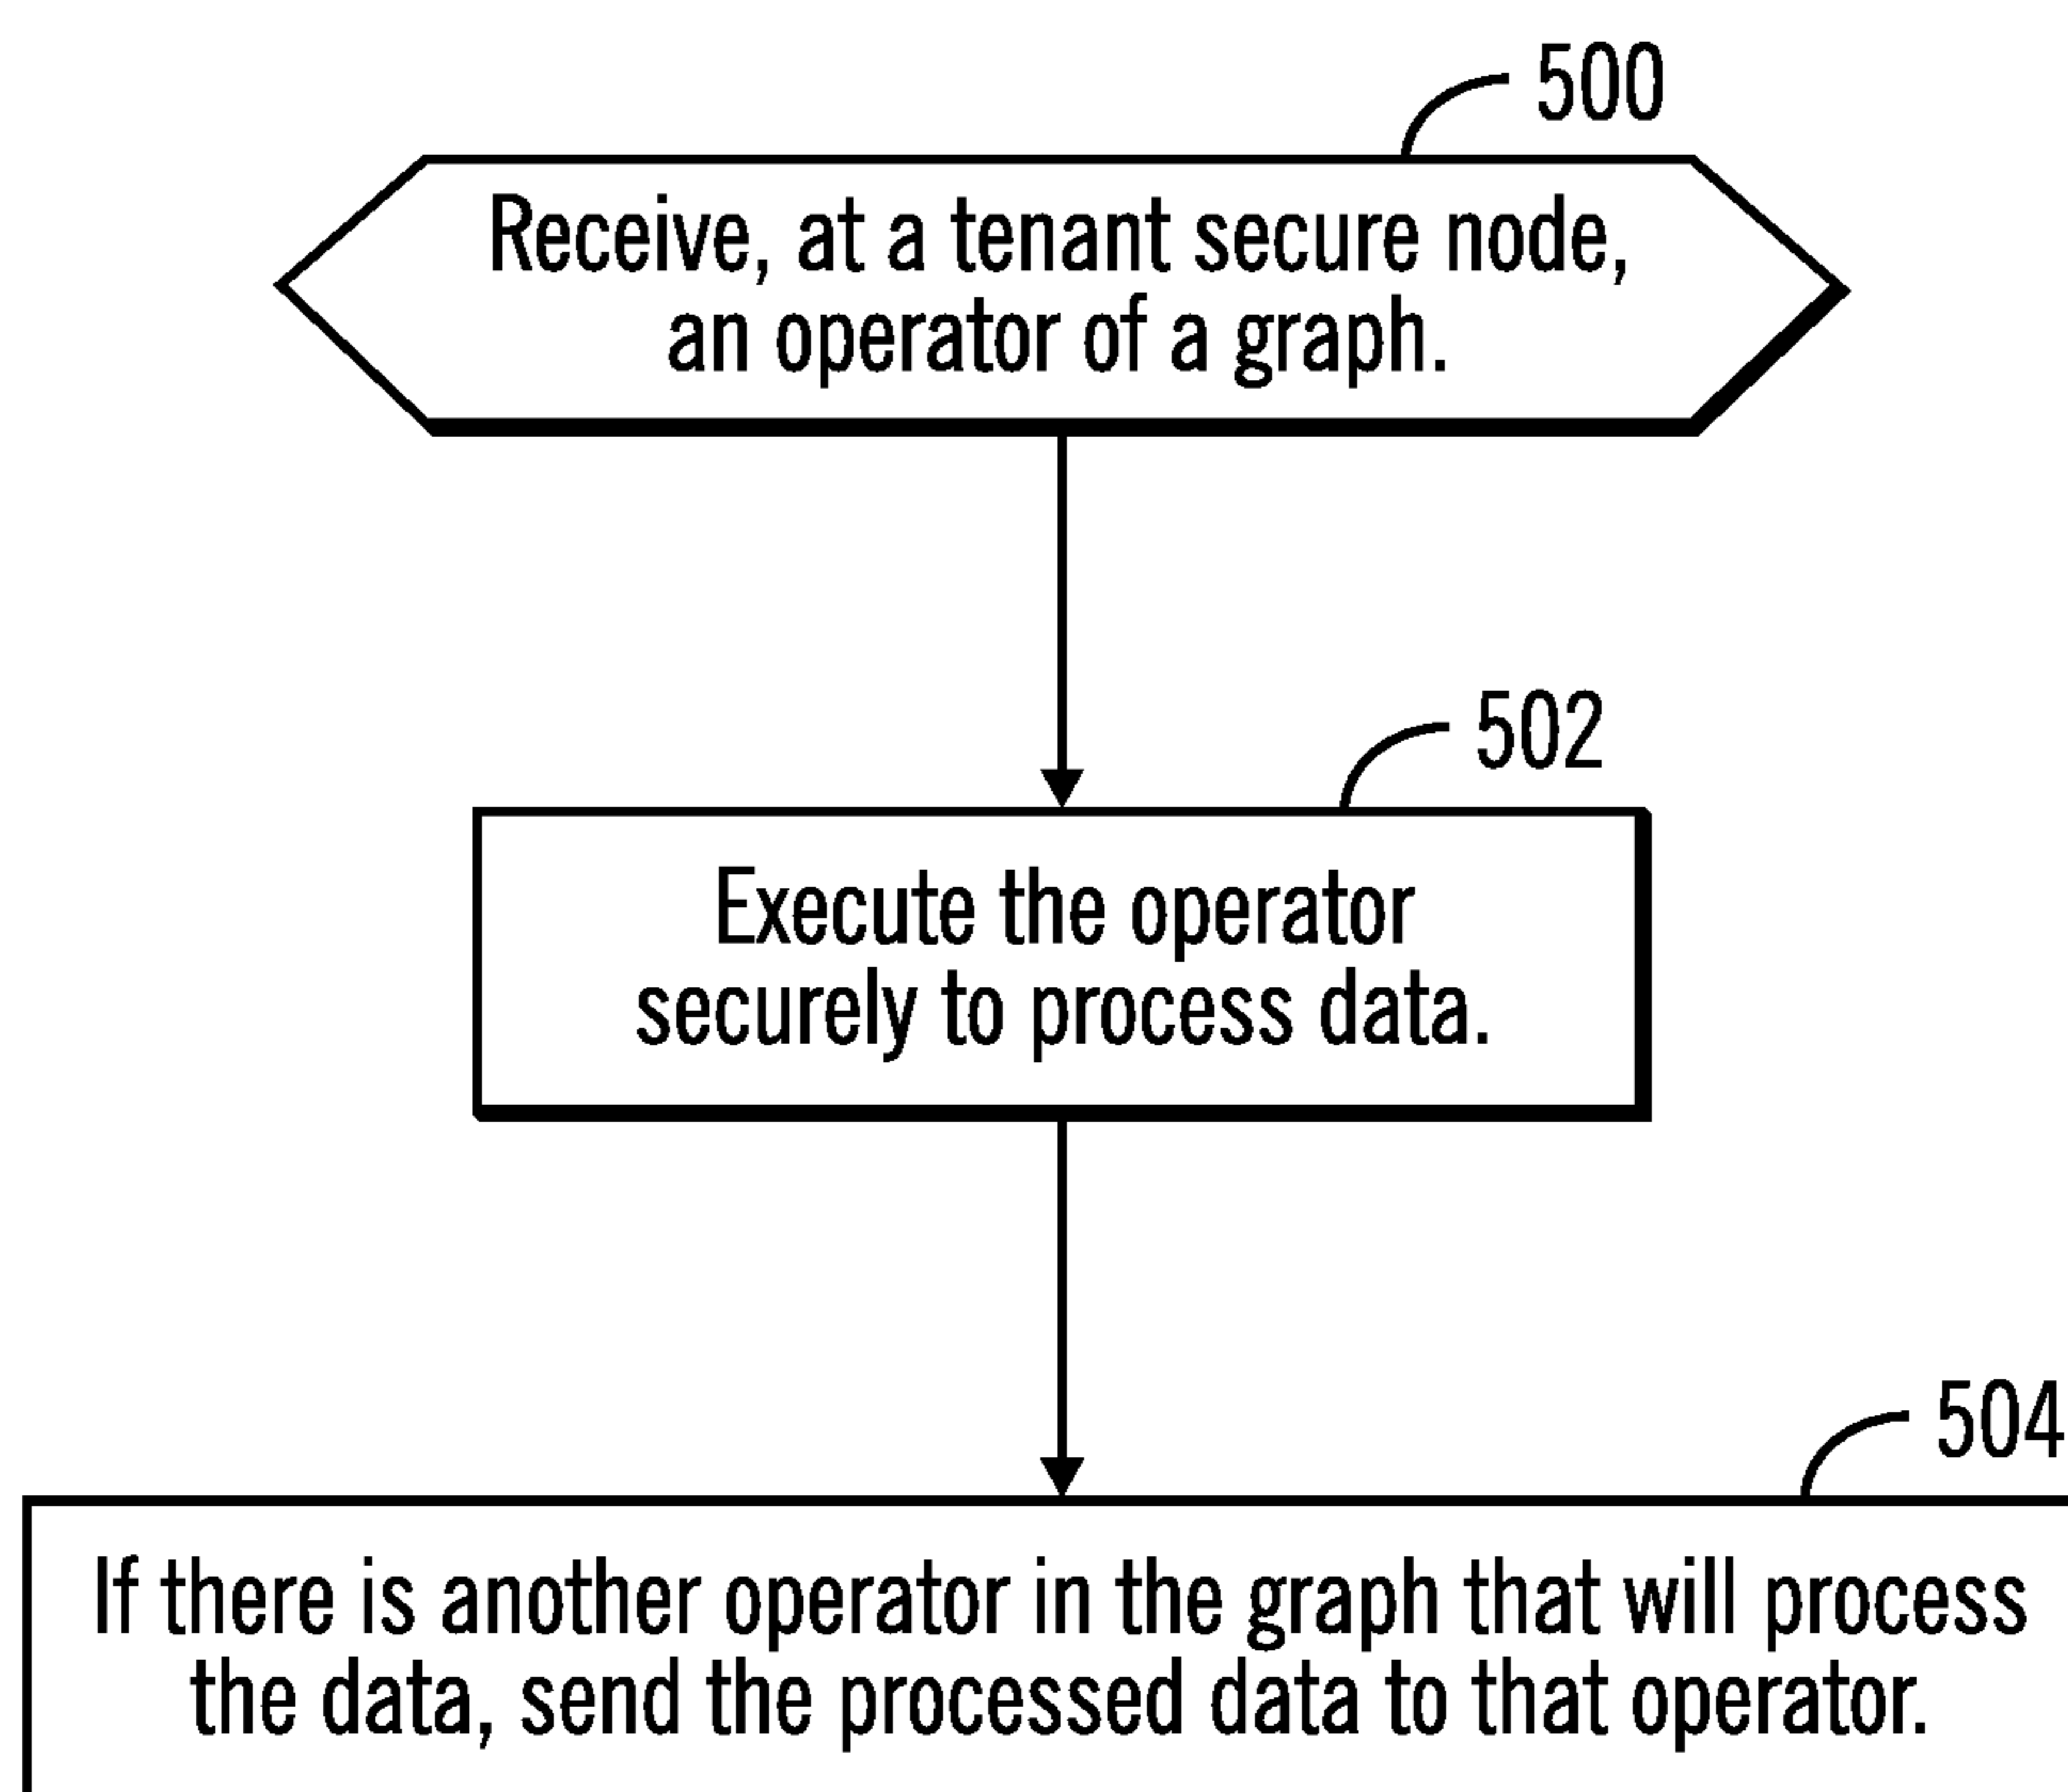 500
Receive, at a tenant secure node,
an operator of a graph.
502
Execute the operator
securely to process data.
504
If there is another operator in the graph that will process
the data, send the processed data to that operator.